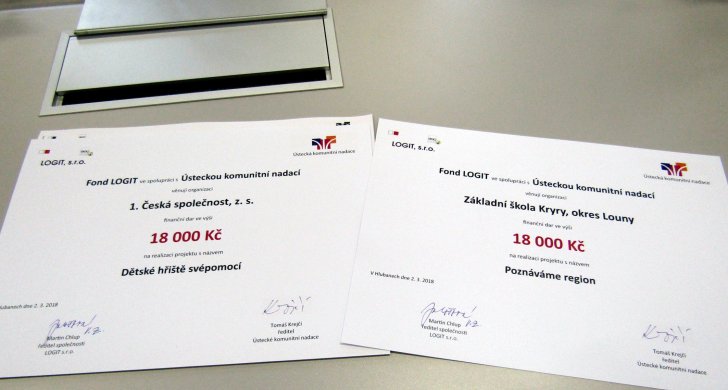 LOGIT, s.r.o.
Ústecká komunitní nadace
Fond LOGIT ve spolupráci s Ústeckou komunitní nadací
věnují organizaci
1. Česká společnost, z. s.
finanční dar ve výši
18 000 Kč
na realizaci projektu s názvem
Dětské hřiště svépomocí
Hlubanech dne 2. 3. 2018
Martin Chlup
ředitel společnosti
LOGIT s.r.o.
Tomáš Krejčí
ředitel
Ústecké komunitní nadace
LOGIT, s.r.o.
Ústecká komunitní nadace
Fond LOGIT ve spolupráci s Ústeckou komunitní nadací
věnují organizaci
Základní škola Kryry, okres Louny
finanční dar ve výši
18 000 Kč
na realizaci projektu s názvem
Poznáváme region
V Hlubanech dne 2. 3. 2018
Martin Chlup
ředitel společnosti
LOGIT s.r.o.
Tomáš Krejčí
ředitel
Ústecké komunitní nadace